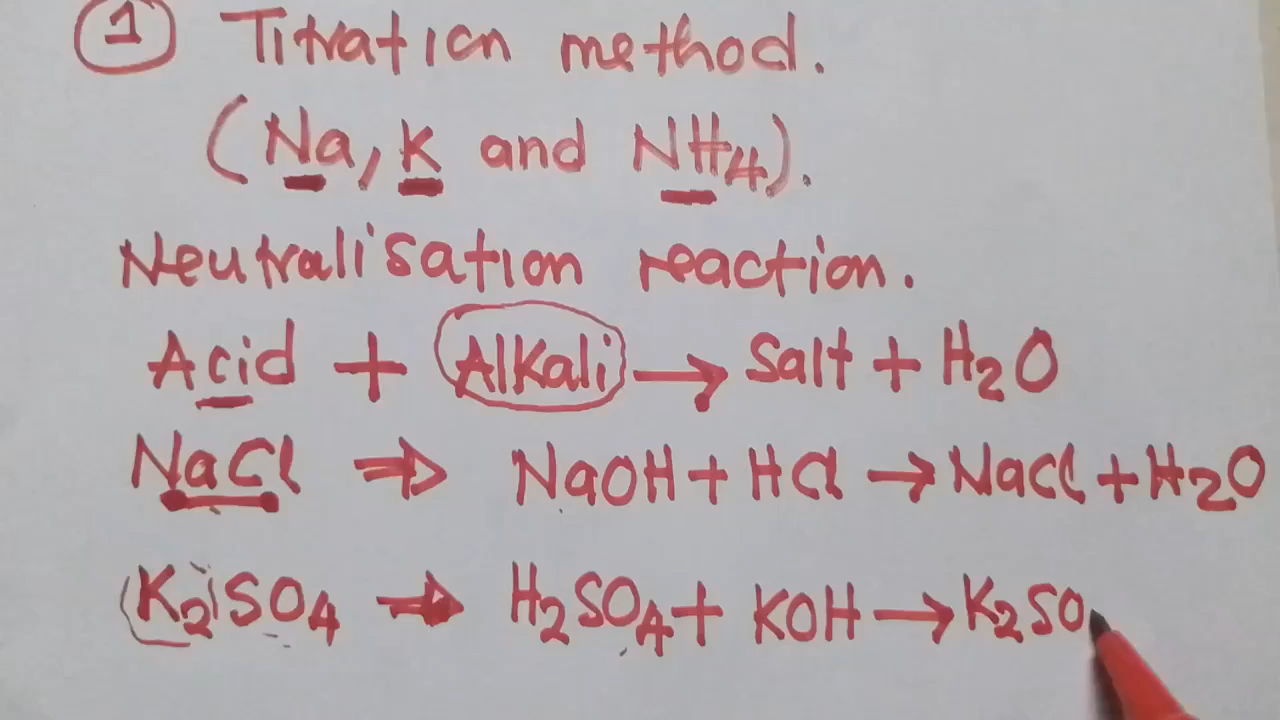 1 Titration method.
(Na, K and NH4).
Neutralisation reaction.
Acid + Alkali → Salt + H2O
NaCl ⇒ NaOH + HCl → NaCl + H2O
K2SO4 ⇒ H2SO4 + KOH → K2SO